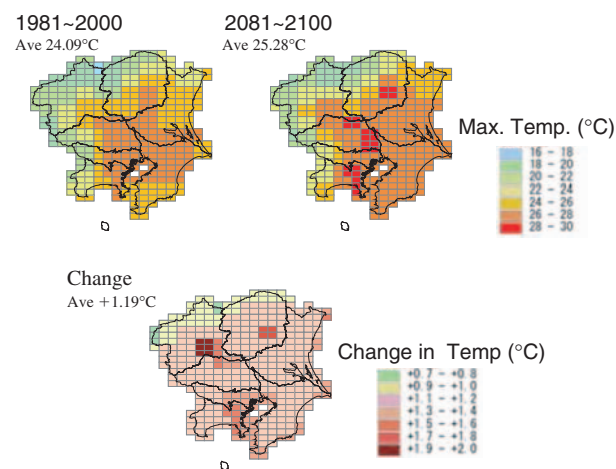 1981~2000
Ave 24.09°C
2081~2100
Ave 25.28°C
Max. Temp. (°C)
16 - 18
18 - 20
20 - 22
22 - 24
24 - 26
26 - 28
28 - 30
Change
Ave +1.19°C
Change in Temp (°C)
+0.7 - +0.8
+0.9 - +1.0
+1.1 - +1.2
+1.3 - +1.4
+1.5 - +1.6
+1.7 - +1.8
+1.9 - +2.0